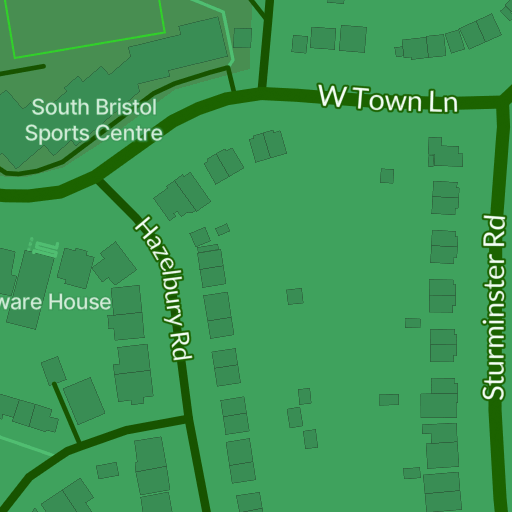 W Town Ln
South Bristol
Sports Centre
Hazelbury Rd
Sturminster Rd
ware House